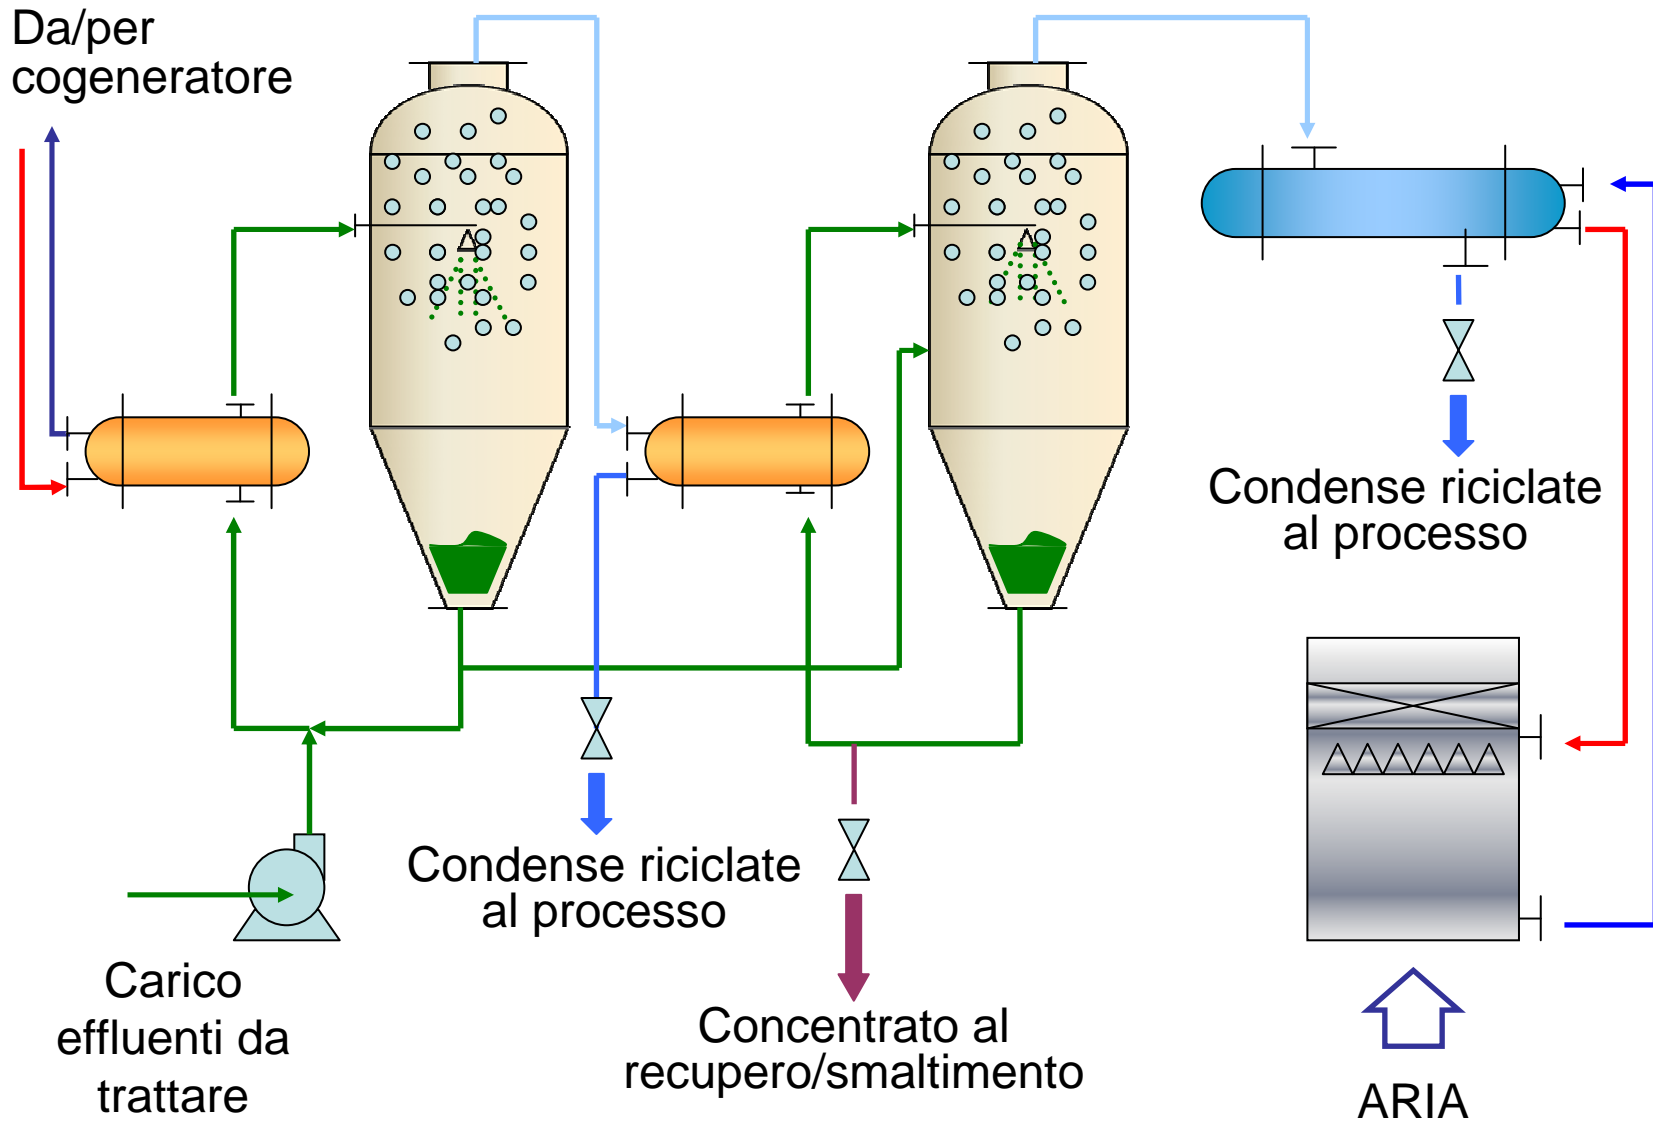 Da/per
cogeneratore
Condense riciclate
al processo
Condense riciclate
al processo
Carico
effluenti da
trattare
Concentrato al
recupero/smaltimento
ARIA